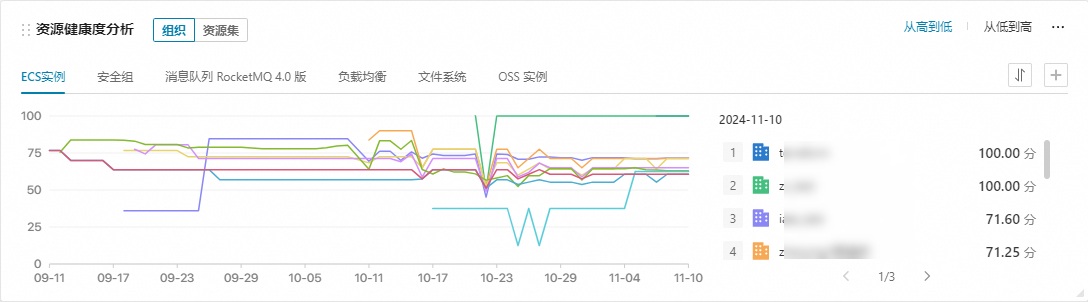 资源健康度分析 组织 资源集 从高到低 从低到高 ...
ECS实例 安全组 消息队列 RocketMQ 4.0 版 负载均衡 文件系统 OSS 实例
100
75
50
25
0
09-11 09-17 09-23 09-29 10-05 10-11 10-17 10-23 10-29 11-04 11-10
2024-11-10
1 100.00 分
2 z 100.00 分
3 71.60 分
4 z 71.25 分
1/3